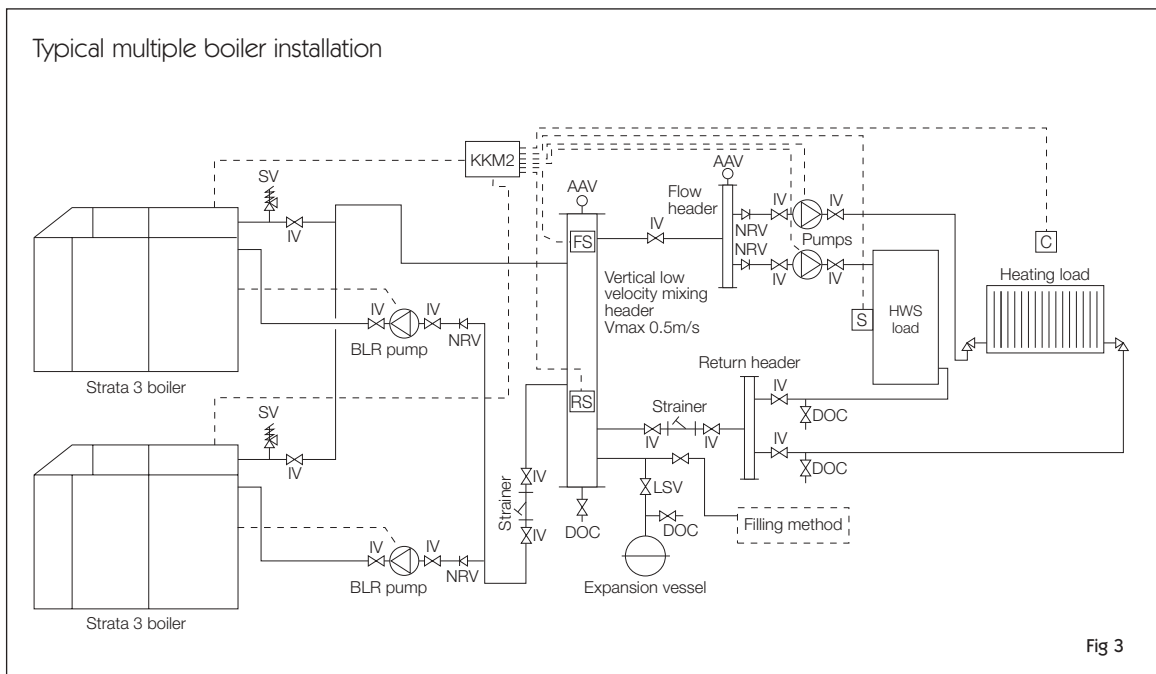 Typical multiple boiler installation
KKM2
SV
IV
AAV
AAV
Flow
header
IV
IV
IV
NRV
NRV
Pumps
IV
IV
FS
C
Heating load
Vertical low
velocity mixing
header
Vmax 0.5m/s
HWS
load
S
IV
IV
NRV
BLR pump
Strata 3 boiler
Return header
RS
IV
DOC
Strainer
IV
IV
SV
IV
IV
DOC
IV
Strainer
IV
LSV
DOC
DOC
Filling method
IV
IV
NRV
BLR pump
Expansion vessel
Strata 3 boiler
Fig 3